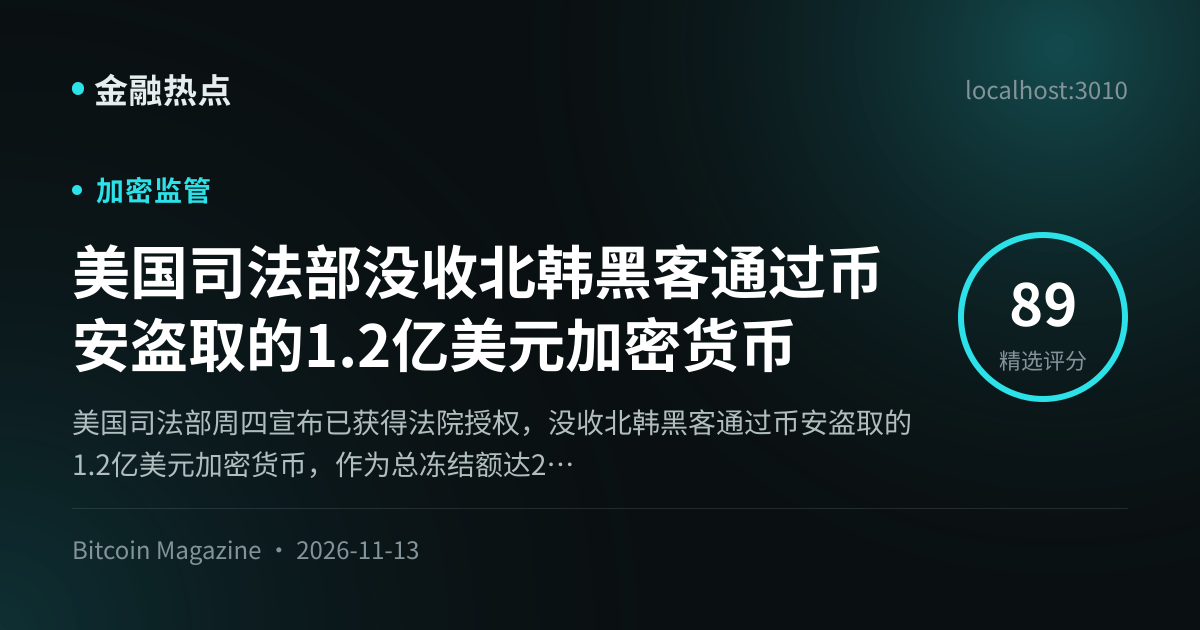 金融热点
localhost:3010
加密监管
美国司法部没收北韩黑客通过币
安盗取的1.2亿美元加密货币
89
精选评分
美国司法部周四宣布已获得法院授权，没收北韩黑客通过币安盗取的
1.2亿美元加密货币，作为总冻结额达2…
Bitcoin Magazine · 2026-11-13